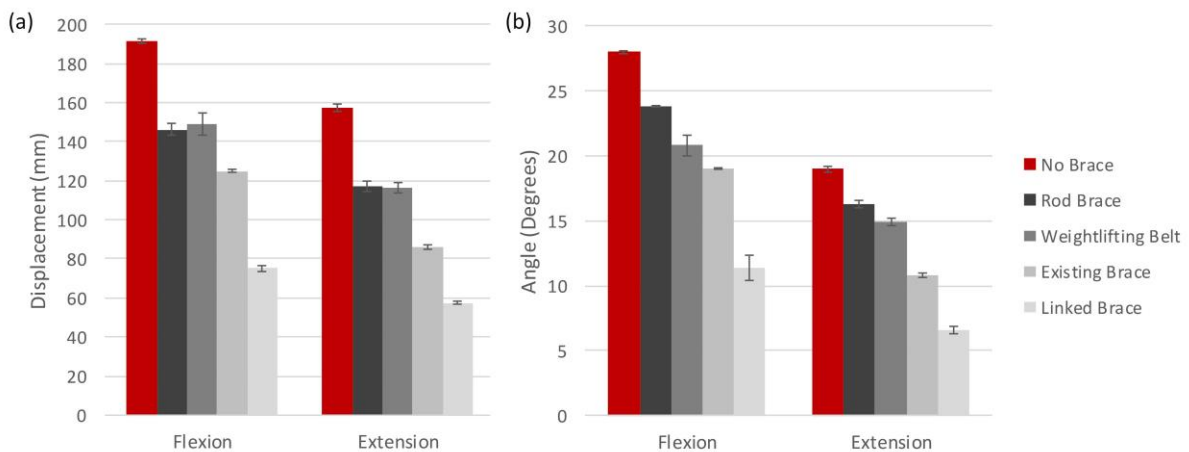 (a)
Displacement (mm)
200
180
160
140
120
100
80
60
40
20
0
Flexion
Extension
(b)
Angle (Degrees)
30
25
20
15
10
5
0
Flexion
Extension
No Brace
Rod Brace
Weightlifting Belt
Existing Brace
Linked Brace